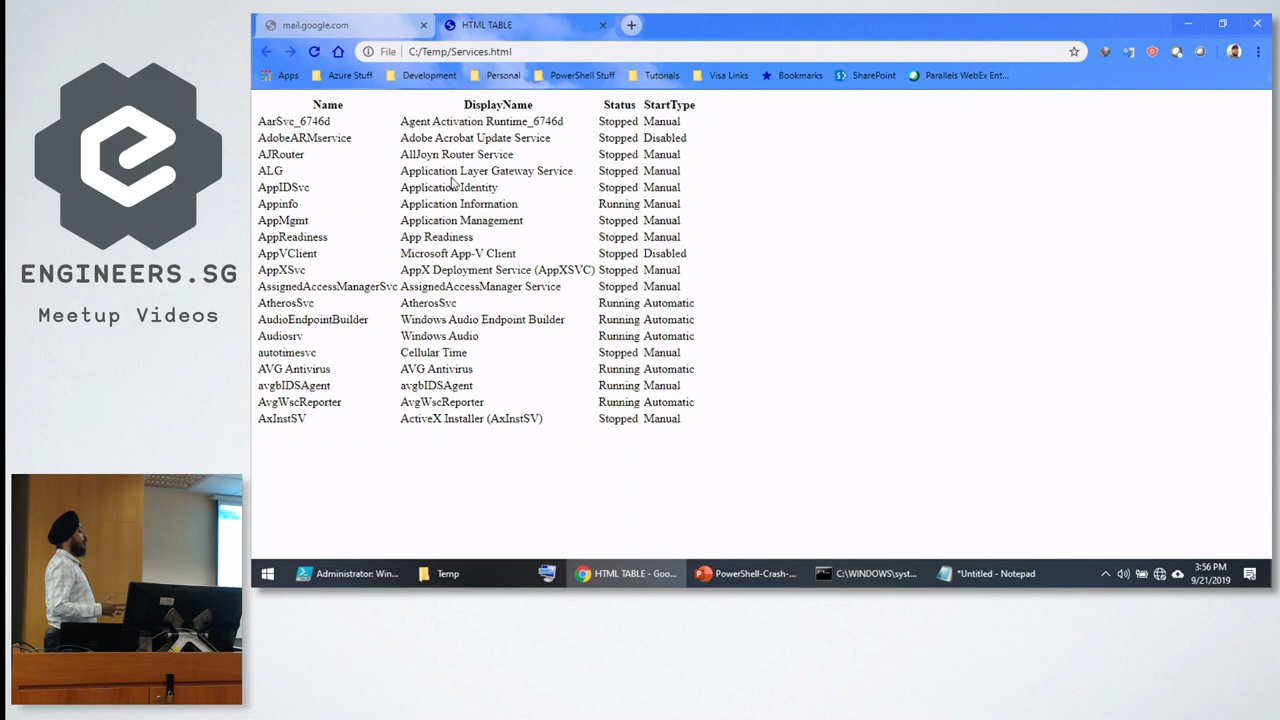 ENGINEERS.SG
Meetup Videos
mail.google.com
HTML TABLE
File | C:/Temp/Services.html
Apps Azure Stuff Development Personal PowerShell Stuff Tutorials Visa Links Bookmarks SharePoint Parallels WebEx Ent...
Name DisplayName Status StartType
AarSvc_6746d Agent Activation Runtime_6746d Stopped Manual
AdobeARMservice Adobe Acrobat Update Service Stopped Disabled
AJRouter AllJoyn Router Service Stopped Manual
ALG Application Layer Gateway Service Stopped Manual
AppIDSvc Application Identity Stopped Manual
Appinfo Application Information Running Manual
AppMgmt Application Management Stopped Manual
AppReadiness App Readiness Stopped Manual
AppVClient Microsoft App-V Client Stopped Disabled
AppXSvc AppX Deployment Service (AppXSVC) Stopped Manual
AssignedAccessManagerSvc AssignedAccessManager Service Stopped Manual
AtherosSvc AtherosSvc Running Automatic
AudioEndpointBuilder Windows Audio Endpoint Builder Running Automatic
Audiosrv Windows Audio Running Automatic
autotimesvc Cellular Time Stopped Manual
AVG Antivirus AVG Antivirus Running Automatic
avgbIDSAgent avgbIDSAgent Running Manual
AvgWscReporter AvgWscReporter Running Automatic
AxInstSV ActiveX Installer (AxInstSV) Stopped Manual
Administrator: Win... Temp HTML TABLE - Goo... PowerShell-Crash-... C:\WINDOWS\syst... *Untitled - Notepad
3:56 PM
9/21/2019